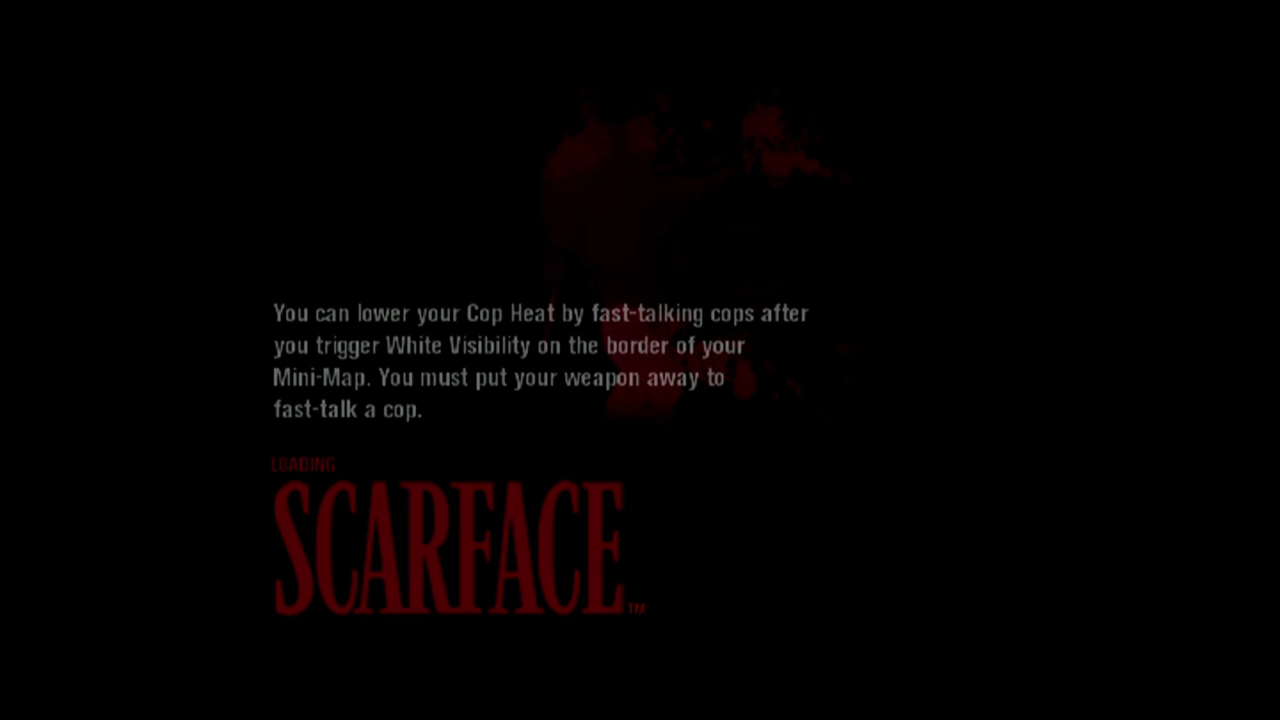 You can lower your Cop Heat by fast-talking cops after
you trigger White Visibility on the border of your
Mini-Map. You must put your weapon away to
fast-talk a cop.
LOADING
SCARFACE™